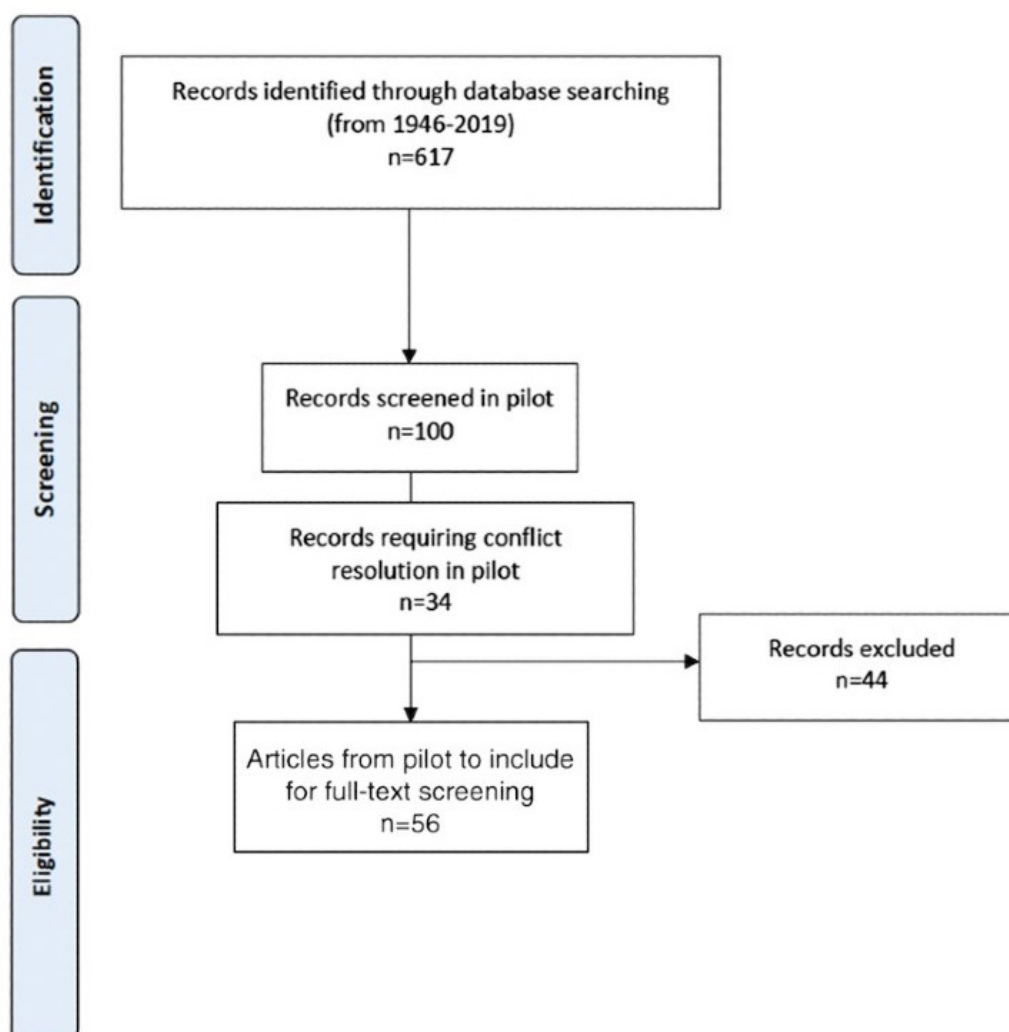 Identification
Records identified through database searching
(from 1946-2019)
n=617
Screening
Records screened in pilot
n=100
Records requiring conflict
resolution in pilot
n=34
Records excluded
n=44
Eligibility
Articles from pilot to include
for full-text screening
n=56